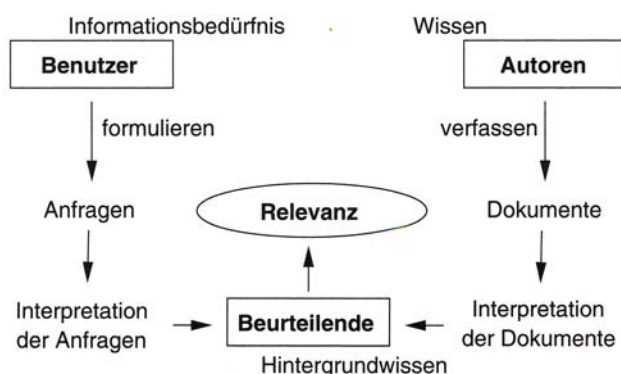 Informationsbedürfnis
Wissen
Benutzer
Autoren
formulieren
verfassen
Anfragen
Relevanz
Dokumente
Interpretation
der Anfragen
Beurteilende
Interpretation
der Dokumente
Hintergrundwissen